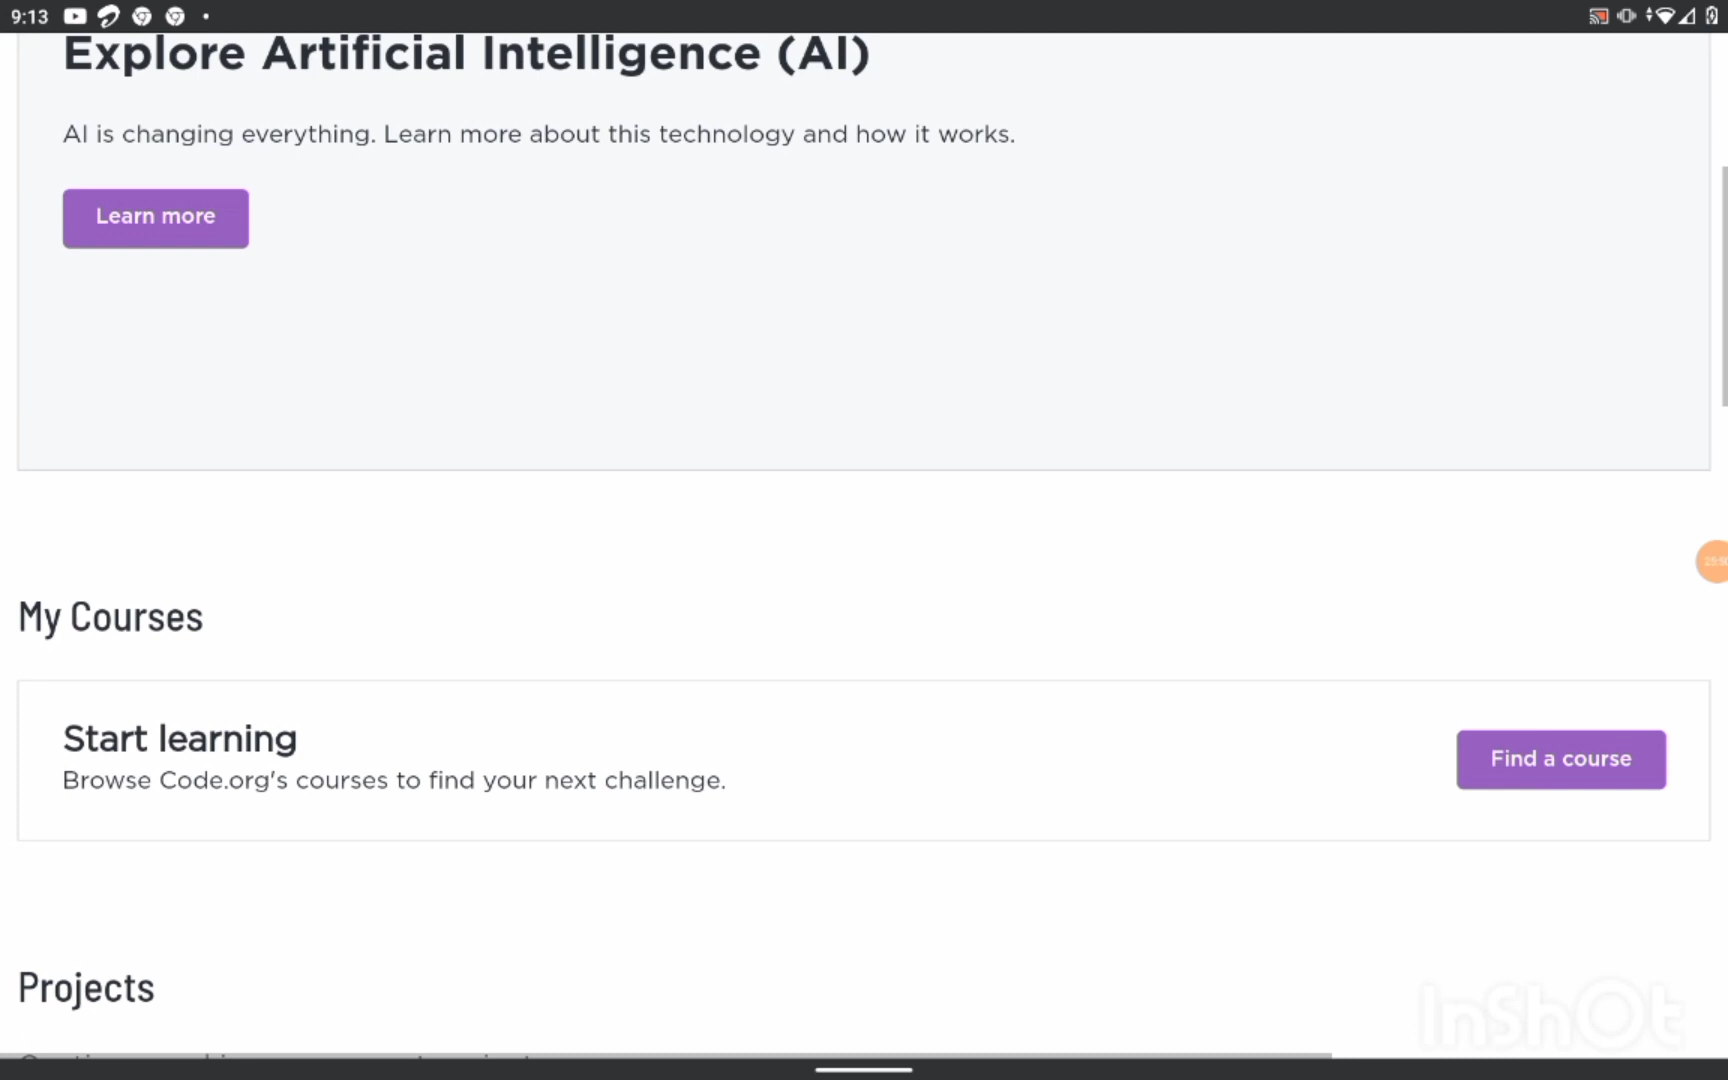 9:13
Explore Artificial Intelligence (AI)
AI is changing everything. Learn more about this technology and how it works.
Learn more
My Courses
Start learning
Browse Code.org's courses to find your next challenge.
Find a course
Projects
InShOt